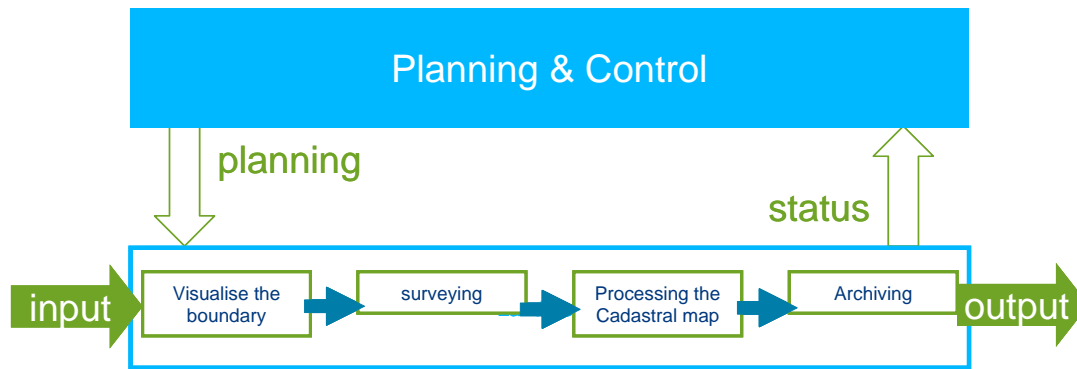 Planning & Control
planning
status
input
Visualise the
boundary
surveying
Processing the
Cadastral map
Archiving
output